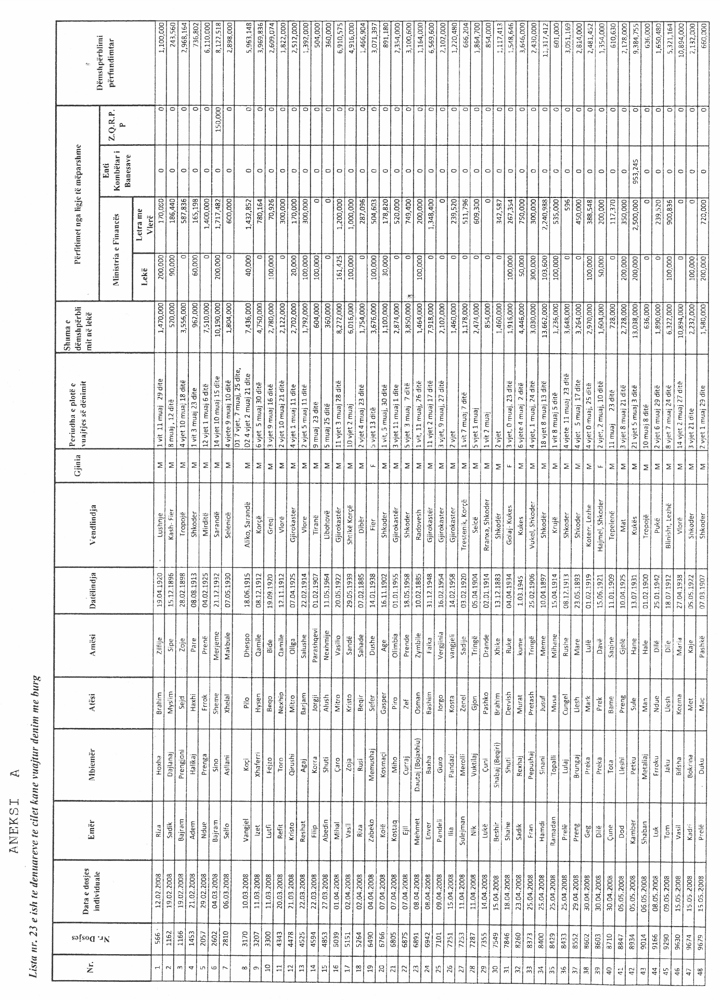 ANEKSI A
Lista nr. 23 e ish te denuareve te cilet kane vuajtur denim me burg
Nr. Nr. Dosjes Data e dosjes individuale Emër Mbiemër Atësi Amësi Datëlindja Vendlindja Gjinia Periudha e plotë e vuajtjes së dënimit Shuma e dëmshpërbli mit në lekë Përfitimet nga ligje të mëparshme Dëmshpërblimi përfundimtar
Ministria e Financës Enti Kombëtar i Banesave Z.Q.R.P. P
Lekë Letra me Vlerë
1 566 12.02.2008 Riza Hoxha Brahim Zilfije 19.04.1920 Lushnje M 1 vit 11 muaj 29 dite 1,470,000 200,000 170,000 0 0 1,100,000
2 1162 19.02.2008 Sadik Dajlanaj Myslim Sipe 15.12.1896 Kash- Fier M 8 muaj , 12 ditë 520,000 90,000 186,440 0 0 243,560
3 1166 19.02.2008 Bajram Prengjoni Sejd Zoje 28.02.1898 Tropojë M 4 vjet 10 muaj 18 ditë 3,556,000 0 587,836 0 0 2,968,164
4 1453 21.02.2008 Adem Halikaj Haxhi Pare 08.08.1913 Shkoder M 1 vit 3 muaj 23 dite 962,000 60,000 165,198 0 0 736,802
5 2057 29.02.2008 Ndue Prenga Frrok Prenë 04.02.1925 Mirditë M 12 vjet 1 muaj 6 ditë 7,510,000 0 1,400,000 0 0 6,110,000
6 2602 04.03.2008 Bajram Sino Sheme Merjeme 21.12.1932 Sarandë M 14 vjet 10 muaj 15 dite 10,190,000 200,000 1,717,482 0 150,000 8,122,518
7 2810 06.03.2008 Selfo Asllani Xhelal Makbule 07.05.1930 Selenicë M 4 vjete 9 muaj 10 ditë 1,804,000 0 600,000 0 0 2,898,000
8 3170 10.03.2008 Vangjel Koçi Pilo Dhespo 18.06.1915 Aliko, Sarandë M D1 7 vjet, 7 muaj, 25 dite, D2 4 vjet 2 muaj 21 dite 7,436,000 40,000 1,432,852 0 0 5,963,148
9 3207 11.03.2008 Izet Xhaferri Hysen Qamile 08.12.1912 Korçë M 6 vjet 5 muaj 30 ditë 4,750,000 0 780,164 0 0 3,969,836
10 3300 11.03.2008 Lutfi Fejzo Beqo Bide 19.09.1920 Greqi M 3 vjet 9 muaj 16 ditë 2,780,000 100,000 70,926 0 0 2,609,074
11 4343 20.03.2008 Refit Toro Nexhip Qamile 12.11.1912 Vlorë M 2 vjet 10 muaj 21 ditë 2,122,000 0 300,000 0 0 1,822,000
12 4478 21.03.2008 Kristo Qirushi Mitro Ollga 07.04.1925 Gjirokaster M 4 vjet 1 muaj 11 dite 2,702,000 20,000 170,000 0 0 2,512,000
13 4525 22.03.2008 Reshat Agaj Barjam Salushe 22.02.1914 Vlore M 2 vjet 5 muaj 11 ditë 1,792,000 100,000 300,000 0 0 1,392,000
14 4594 22.03.2008 Filip Korra Jorgji Parashqevi 01.02.1907 Tiranë M 9 muaj 23 ditë 604,000 100,000 0 0 0 504,000
15 4853 27.03.2008 Abedin Shuti Alush Nexhmije 11.05.1964 Libohovë M 5 muaj 25 ditë 360,000 0 0 0 0 360,000
16 5039 01.04.2008 Mihal Çaro Mitro Vasilio 20.05.1922 Gjirokastër M 11 vjet 3 muaj 28 ditë 8,272,000 161,425 1,200,000 0 0 6,910,575
17 5151 02.04.2008 Vasil Zoja Kristo Sandë 29.05.1939 Shtikë Korçë M 10 vjet 2 muaj 6,016,000 100,000 1,000,000 0 0 4,916,000
18 5264 02.04.2008 Riza Rusi Beqir Sahade 02.02.1885 Dibër M 2 vjet 4 muaj 23 ditë 1,754,000 0 287,096 0 0 1,466,904
19 6490 04.04.2008 Zabeko Memushaj Sefer Dushe 14.01.1938 Fier F 5 vjet 13 ditë 3,676,000 100,000 504,603 0 0 3,071,397
20 6766 07.04.2008 Kolë Kosmaçi Gasper Age 16.11.1902 Shkoder M 1 vit, 5 muaj, 30 ditë 1,100,000 30,000 178,820 0 0 891,180
21 6805 07.04.2008 Kostaq Miho Piro Olimbia 01.01.1955 Gjirokastër M 3 vjet 11 muaj 1 dite 2,874,000 0 520,000 0 0 2,354,000
22 6875 07.04.2008 Ejll Curraj Zef Prende 18.05.1958 Shkoder M 5 vjet 3 muaj 7 ditë 3,850,000 0 749,400 0 0 3,100,600
23 6891 08.04.2008 Mehmet Dautaj (Bojaxhiu) Osman Zymbile 10.02.1885 Radovesh M 1 vit, 11 muaj, 26 ditë 1,464,000 100,000 200,000 0 0 1,164,000
24 6942 08.04.2008 Enver Baxha Bashim Faika 31.12.1948 Gjirokastër M 11 vjet 2 muaj 17 ditë 7,918,000 0 1,348,400 0 0 6,569,600
25 7101 09.04.2008 Pandeli Guxo Jorgo Vergjinia 16.02.1954 Gjirokaster M 3 vjet, 9 muaj, 27 ditë 2,102,000 0 0 0 0 2,102,000
26 7251 15.04.2008 Ilia Pandazi Kosta vangjeli 14.02.1958 Gjirokastër M 2 vjet 1,460,000 0 239,520 0 0 1,220,480
27 7253 11.04.2008 Sulejman Merolli Zenel Sadije 03.02.1920 Trestenik, Korçë M 1 vit 7 muaj 7 ditë 1,178,000 0 511,796 0 0 666,204
28 7287 11.04.2008 Nik Vuktilaj Gjon Tringë 05.04.1904 Selcë M 5 vjet 1 muaj 2,474,000 0 609,300 0 0 1,864,700
29 7355 14.04.2008 Lukë Çuni Pashko Drande 02.01.1914 Rranxa, Shkoder M 1 vit 2 muaj 854,000 0 0 0 0 854,000
30 7549 15.04.2008 Beshir Shabaj (Beqiri) Brahim Xhike 13.12.1883 Shkodër M 2 vjet 1,460,000 0 342,587 0 0 1,117,413
31 7846 18.04.2008 Shahe Shuti Dervish Ruke 04.04.1934 Golaj- Kukes F 3 vjet, 0 muaj, 23 ditë 1,916,000 100,000 267,354 0 0 1,548,646
32 8260 23.04.2008 Sadik Rexhaj Murat kume 1.03.1945 Kukes M 6 vjete 4 muaj 2 ditë 4,446,000 50,000 750,000 0 0 3,646,000
33 8373 25.04.2008 Fran Pepushaj Pretash Tringë 25.02.1906 Vukel, Shkoder M 4 vjet, 1 muaj, 24 ditë 3,030,000 300,000 300,000 0 0 2,430,000
34 8400 25.04.2008 Hamdi Sinani Jusuf Meme 10.04.1897 Shkodër M 18 vjet 8 muaj 13 ditë 13,662,000 103,600 2,240,988 0 0 11,317,412
35 8429 25.04.2008 Ramadan Topalli Musa Mihane 15.04.1914 Krujë M 1 vit 8 muaj 5 ditë 1,236,000 100,000 535,000 0 0 601,000
36 8433 25.04.2008 Prelë Lulaj Cungel Rushe 08.12.1913 Shkoder M 4 vjete 11 muaj 23 ditë 3,648,000 0 596 0 0 3,051,169
37 8552 29.04.2008 Preng Brungaj Llesh Mare 23.05.1893 Shkoder M 4 vjet 5 muaj 17 dite 3,264,000 0 450,000 0 0 2,814,000
38 8602 30.04.2008 Geg Preka Mark Lulë 01.02.1919 Koterr, Lezhe M 4 vjet 0 muaj, 25 ditë 2,970,000 100,000 388,548 0 0 2,481,452
39 8603 30.04.2008 Dilë Preka Prek Davë 15.06.1921 Hajmel, Shkoder F 2 vjet, 2 muaj, 10 ditë 1,604,000 50,000 200,000 0 0 1,354,000
40 8710 30.04.2008 Çune Tota Bame Saqine 11.01.1909 Tepelenë M 11 muaj 23 ditë 728,000 0 117,370 0 0 610,630
41 8847 05.05.2008 Dod Lleshi Preng Gjelë 10.04.1925 Mat M 3 vjet 8 muaj 21 ditë 2,728,000 200,000 350,000 0 0 2,178,000
42 8934 05.05.2008 Kamber Petku Sule Hane 13.07.1931 Kukës M 21 vjet 5 muaj 3 ditë 13,038,000 200,000 2,500,000 953,245 0 9,384,755
43 9014 06.05.2008 Shaban Metaliaj Man Hale 01.02.1900 Tropojë M 10 muaj 8 ditë 636,000 0 0 0 0 636,000
44 9166 08.05.2008 Luk Frroku Ndue Dilë 25.01.1942 Pukë M 2 vjet 6 muaj 29 ditë 1,890,000 0 239,520 0 0 1,650,480
45 9290 09.05.2008 Tom Jaku Llesh Dile 18.07.1912 Blinisht, Lezhë M 8 vjet 7 muaj 24 ditë 6,322,000 100,000 900,836 0 0 5,321,164
46 9630 15.05.2008 Vasil Bifsha Kozma Maria 27.04.1938 Vlorë M 14 vjet 2 muaj 27 ditë 10,894,000 0 0 0 0 10,894,000
47 9674 15.05.2008 Kadri Bokrina Met Kaje 05.05.1922 Shkoder M 3 vjet 21 dite 2,232,000 100,000 0 0 0 2,132,000
48 9679 15.05.2008 Prelë Duku Mac Pashkë 07.03.1907 Shkoder M 2 vjet 1 muaj 29 dite 1,580,000 200,000 720,000 0 0 660,000